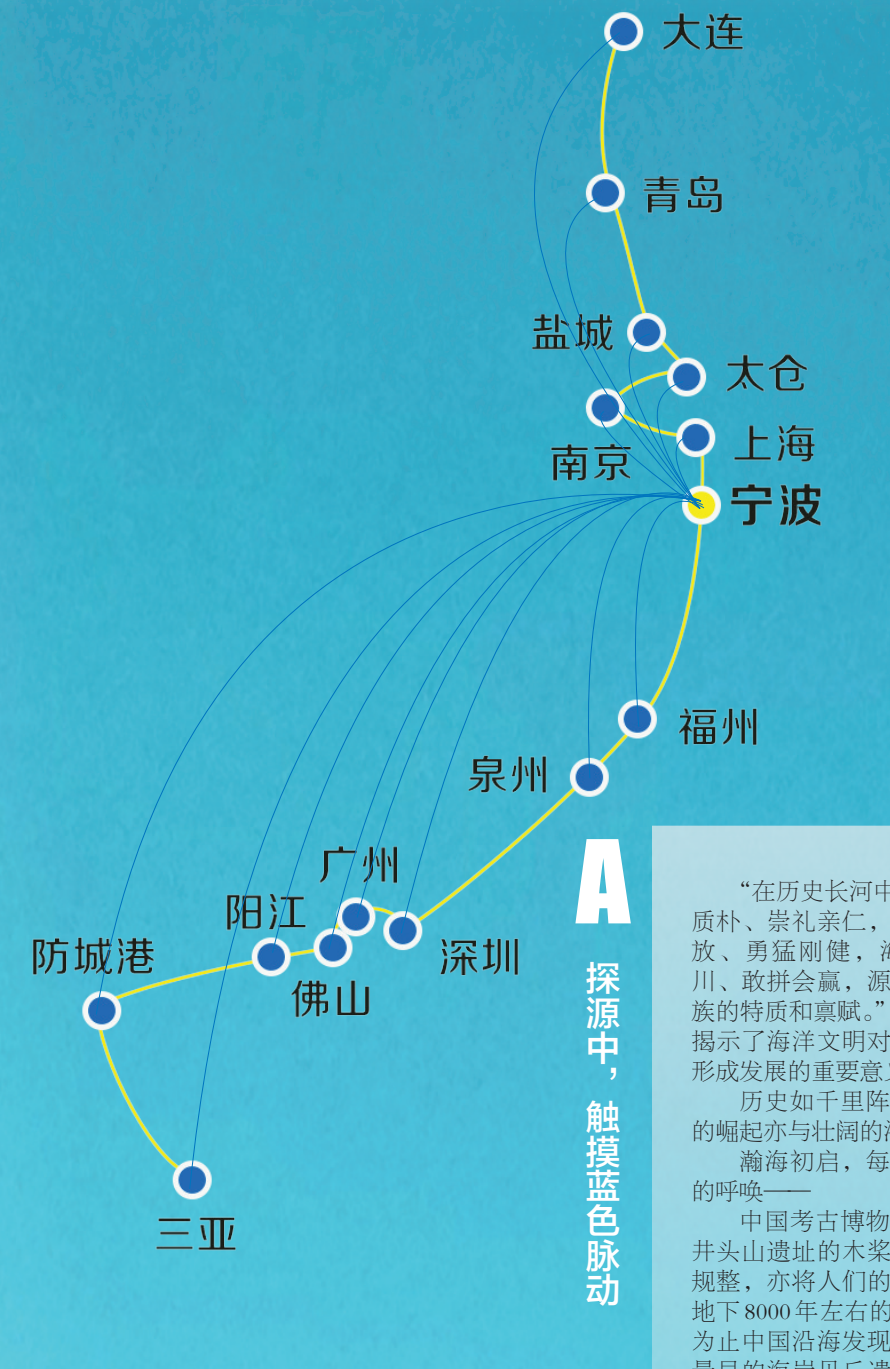 大连
青岛
盐城
太仓
南京
上海
宁波
福州
泉州
广州
阳江
深圳
防城港
佛山
三亚
A
探源中，触摸蓝色脉动
“在历史长河中
质朴、崇礼亲仁，
放、勇猛刚健，海
川、敢拼会赢，源
族的特质和禀赋。”
揭示了海洋文明对
形成发展的重要意义
历史如千里阵
的崛起亦与壮阔的海
瀚海初启，每
的呼唤——
中国考古博物
井头山遗址的木桨
规整，亦将人们的
地下8000年左右的
为止中国沿海发现